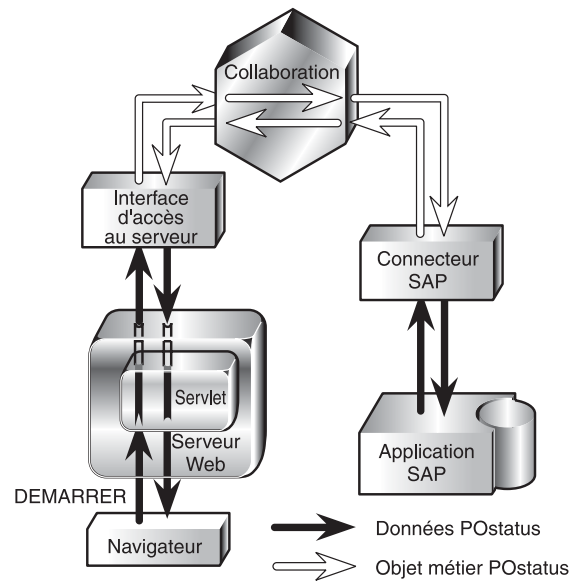 Collaboration
Interface
d'accès
au serveur
Connecteur
SAP
Servlet
Serveur
Web
Application
SAP
DEMARRER
Navigateur
Données POstatus
Objet métier POstatus